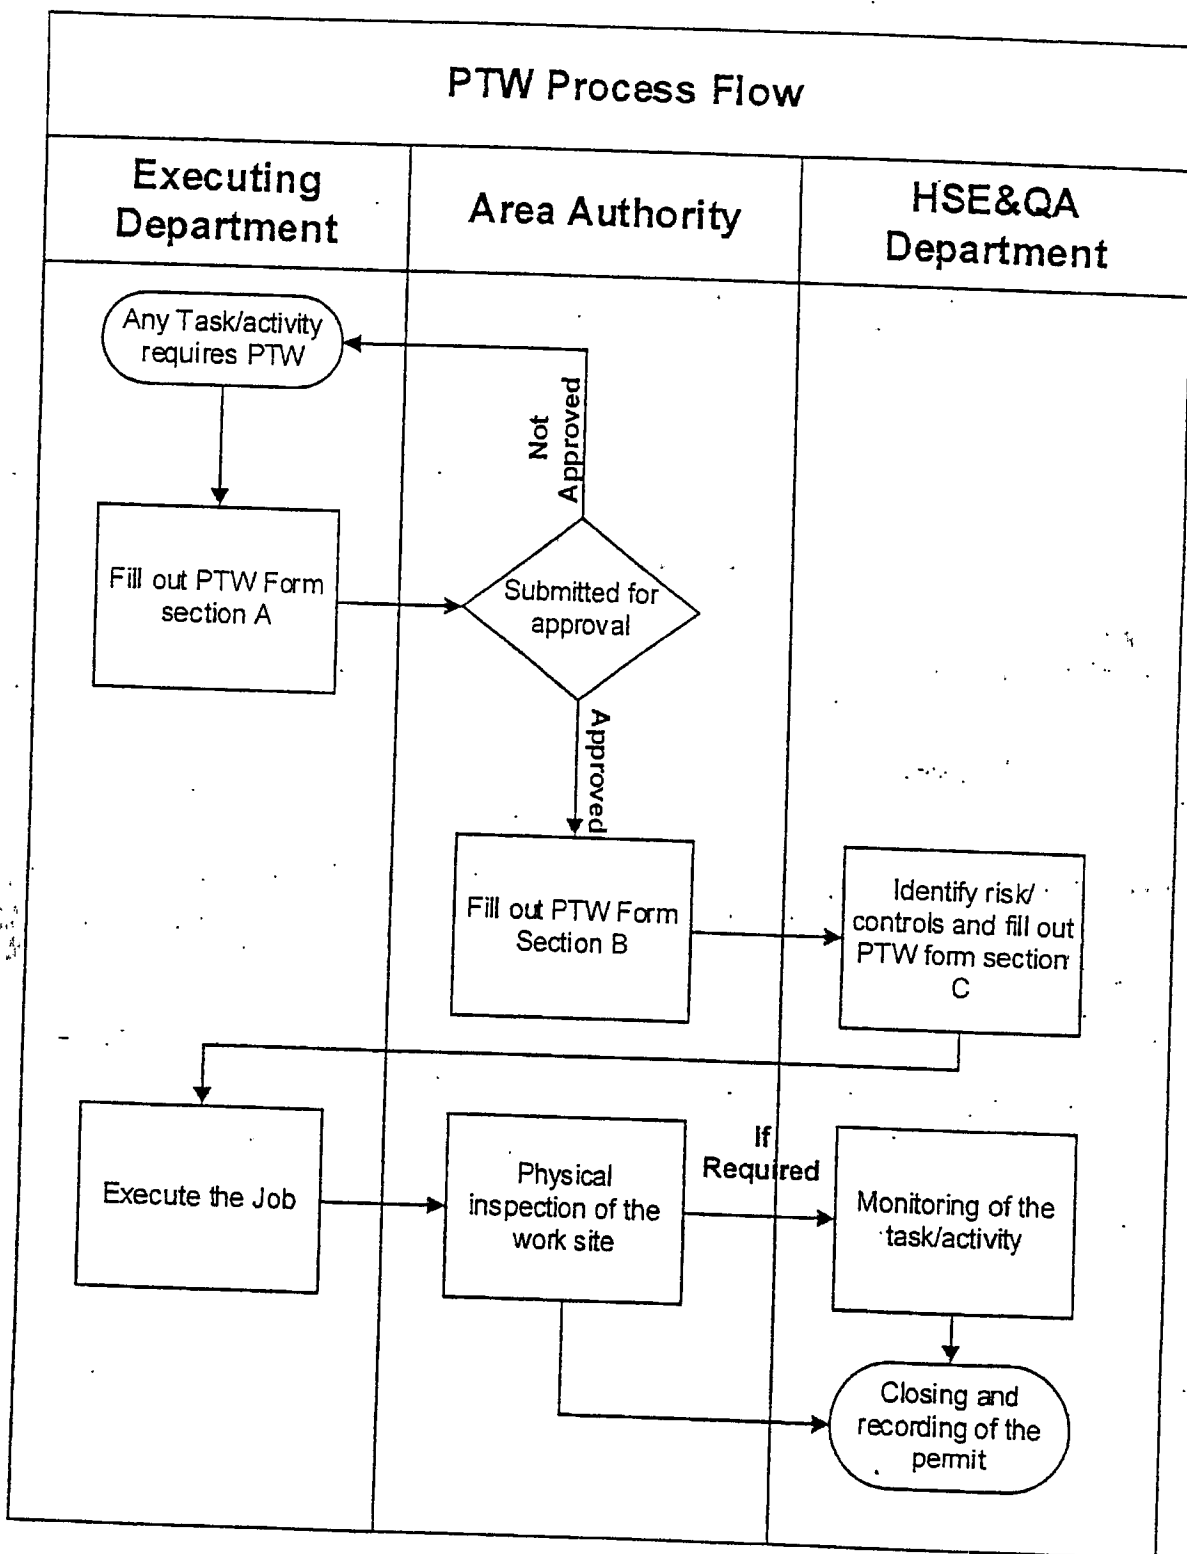 PTW Process Flow
Executing
Department
Area Authority
HSE&QA
Department
Any Task/activity
requires PTW
Not
Approved
Fill out PTW Form
section A
Submitted for
approval
Approved
Fill out PTW Form
Section B
Identify risk/
controls and fill out
PTW form section
C
Execute the Job
Physical
inspection of the
work site
If
Required
Monitoring of the
task/activity
Closing and
recording of the
permit